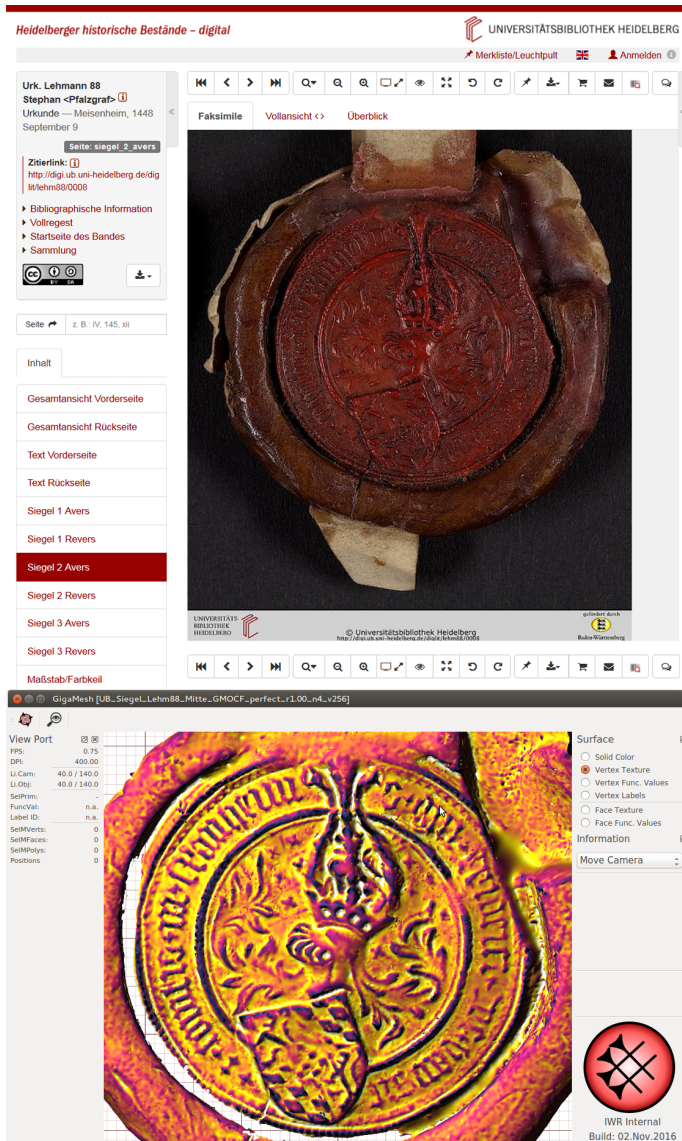 Heidelberger historische Bestände – digital
UNIVERSITÄTSBIBLIOTHEK HEIDELBERG
Merkliste/Leuchtpult
Anmelden
Urk. Lehmann 88
Stephan <Pfalzgraf>
Urkunde — Meisenheim, 1448
September 9
Seite: siegel_2_avers
Zitierlink:
http://digi.ub.uni-heidelberg.de/dig
lit/lehm88/0008
Bibliographische Information
Vollregest
Startseite des Bandes
Sammlung
cc BY SA
Seite
z. B.: IV, 145, xii
Inhalt
Gesamtansicht Vorderseite
Gesamtansicht Rückseite
Text Vorderseite
Text Rückseite
Siegel 1 Avers
Siegel 1 Revers
Siegel 2 Avers
Siegel 2 Revers
Siegel 3 Avers
Siegel 3 Revers
Maßstab/Farbkeil
Faksimile
Vollansicht <>
Überblick
UNIVERSITÄTS
BIBLIOTHEK
HEIDELBERG
© Universitätsbibliothek Heidelberg
http://digi.ub.uni-heidelberg.de/diglit/lehm88/0008
gefördert durch
Baden-Württemberg
GigaMesh [UB_Siegel_Lehm88_Mitte_GMOCF_perfect_r1.00_n4_v256]
View Port
FPS: 0.75
DPI: 400.00
Li.Cam: 40.0 / 140.0
Li.Obj: 40.0 / 140.0
SelPrim: -
FuncVal: n.a.
Label ID: n.a.
SelMVerts: 0
SelMFaces: 0
SelMPolys: 0
Positions 0
Surface
Solid Color
Vertex Texture
Vertex Func. Values
Vertex Labels
Face Texture
Face Func. Values
Information
Move Camera
IWR Internal
Build: 02.Nov.2016